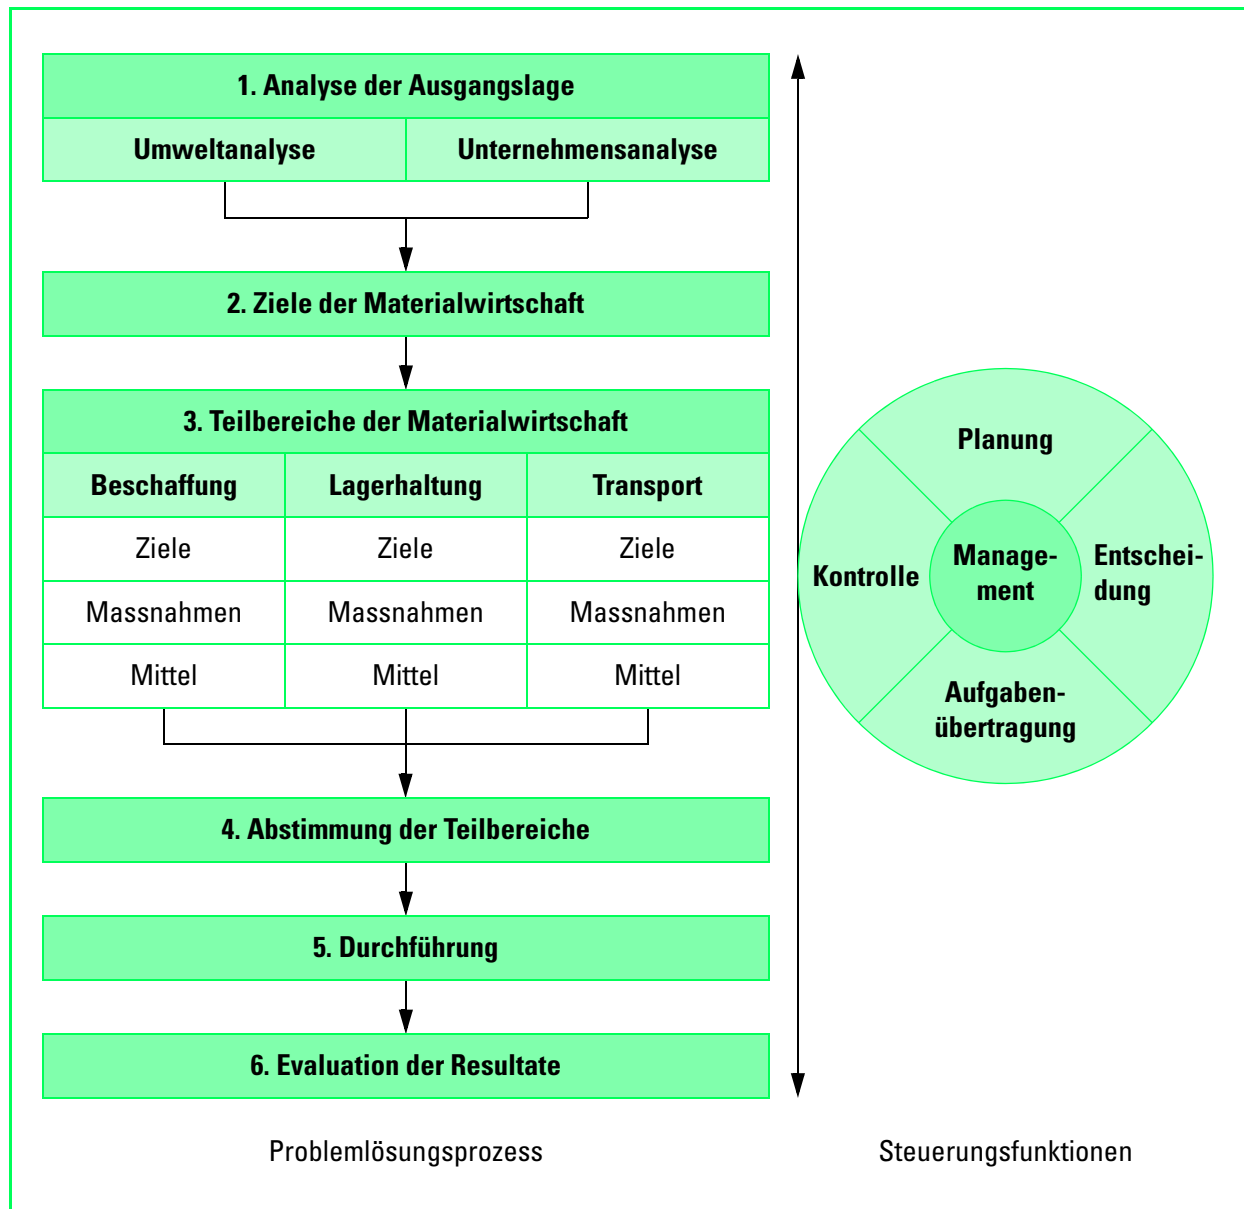 1. Analyse der Ausgangslage
Umweltanalyse
Unternehmensanalyse
2. Ziele der Materialwirtschaft
3. Teilbereiche der Materialwirtschaft
Beschaffung
Lagerhaltung
Transport
Ziele
Ziele
Ziele
Massnahmen
Massnahmen
Massnahmen
Mittel
Mittel
Mittel
4. Abstimmung der Teilbereiche
5. Durchführung
6. Evaluation der Resultate
Problemlösungsprozess
Planung
Kontrolle
Manage-
ment
Entschei-
dung
Aufgaben-
übertragung
Steuerungsfunktionen